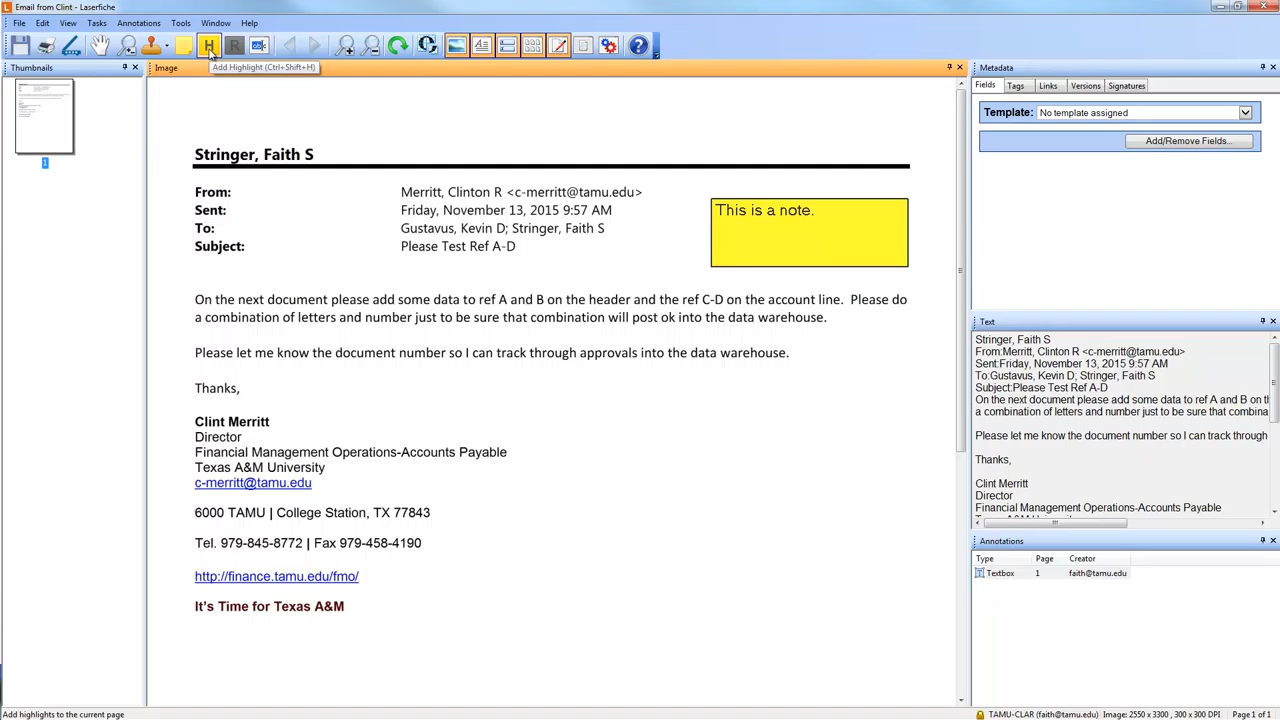 Email from Clint - Laserfiche
File Edit View Tasks Annotations Tools Window Help
H R abc
Add Highlight (Ctrl+Shift+H)
Thumbnails
1
Image
Stringer, Faith S
From: Merritt, Clinton R <c-merritt@tamu.edu>
Sent: Friday, November 13, 2015 9:57 AM
To: Gustavus, Kevin D; Stringer, Faith S
Subject: Please Test Ref A-D
This is a note.
On the next document please add some data to ref A and B on the header and the ref C-D on the account line. Please do
a combination of letters and number just to be sure that combination will post ok into the data warehouse.
Please let me know the document number so I can track through approvals into the data warehouse.
Thanks,
Clint Merritt
Director
Financial Management Operations-Accounts Payable
Texas A&M University
c-merritt@tamu.edu
6000 TAMU | College Station, TX 77843
Tel. 979-845-8772 | Fax 979-458-4190
http://finance.tamu.edu/fmo/
It's Time for Texas A&M
Metadata
Fields Tags Links Versions Signatures
Template: No template assigned
Add/Remove Fields...
Text
Stringer, Faith S
From:Merritt, Clinton R <c-merritt@tamu.edu>
Sent:Friday, November 13, 2015 9:57 AM
To:Gustavus, Kevin D; Stringer, Faith S
Subject:Please Test Ref A-D
On the next document please add some data to ref A and B on th
a combination of letters and number just to be sure that combina
Please let me know the document number so I can track through
Thanks,
Clint Merritt
Director
Financial Management Operations-Accounts Payable
Annotations
Type Page Creator
Textbox 1 faith@tamu.edu
Add highlights to the current page
TAMU-CLAR (faith@tamu.edu) Image: 2550 x 3300 , 300 x 300 DPI Page 1 of 1